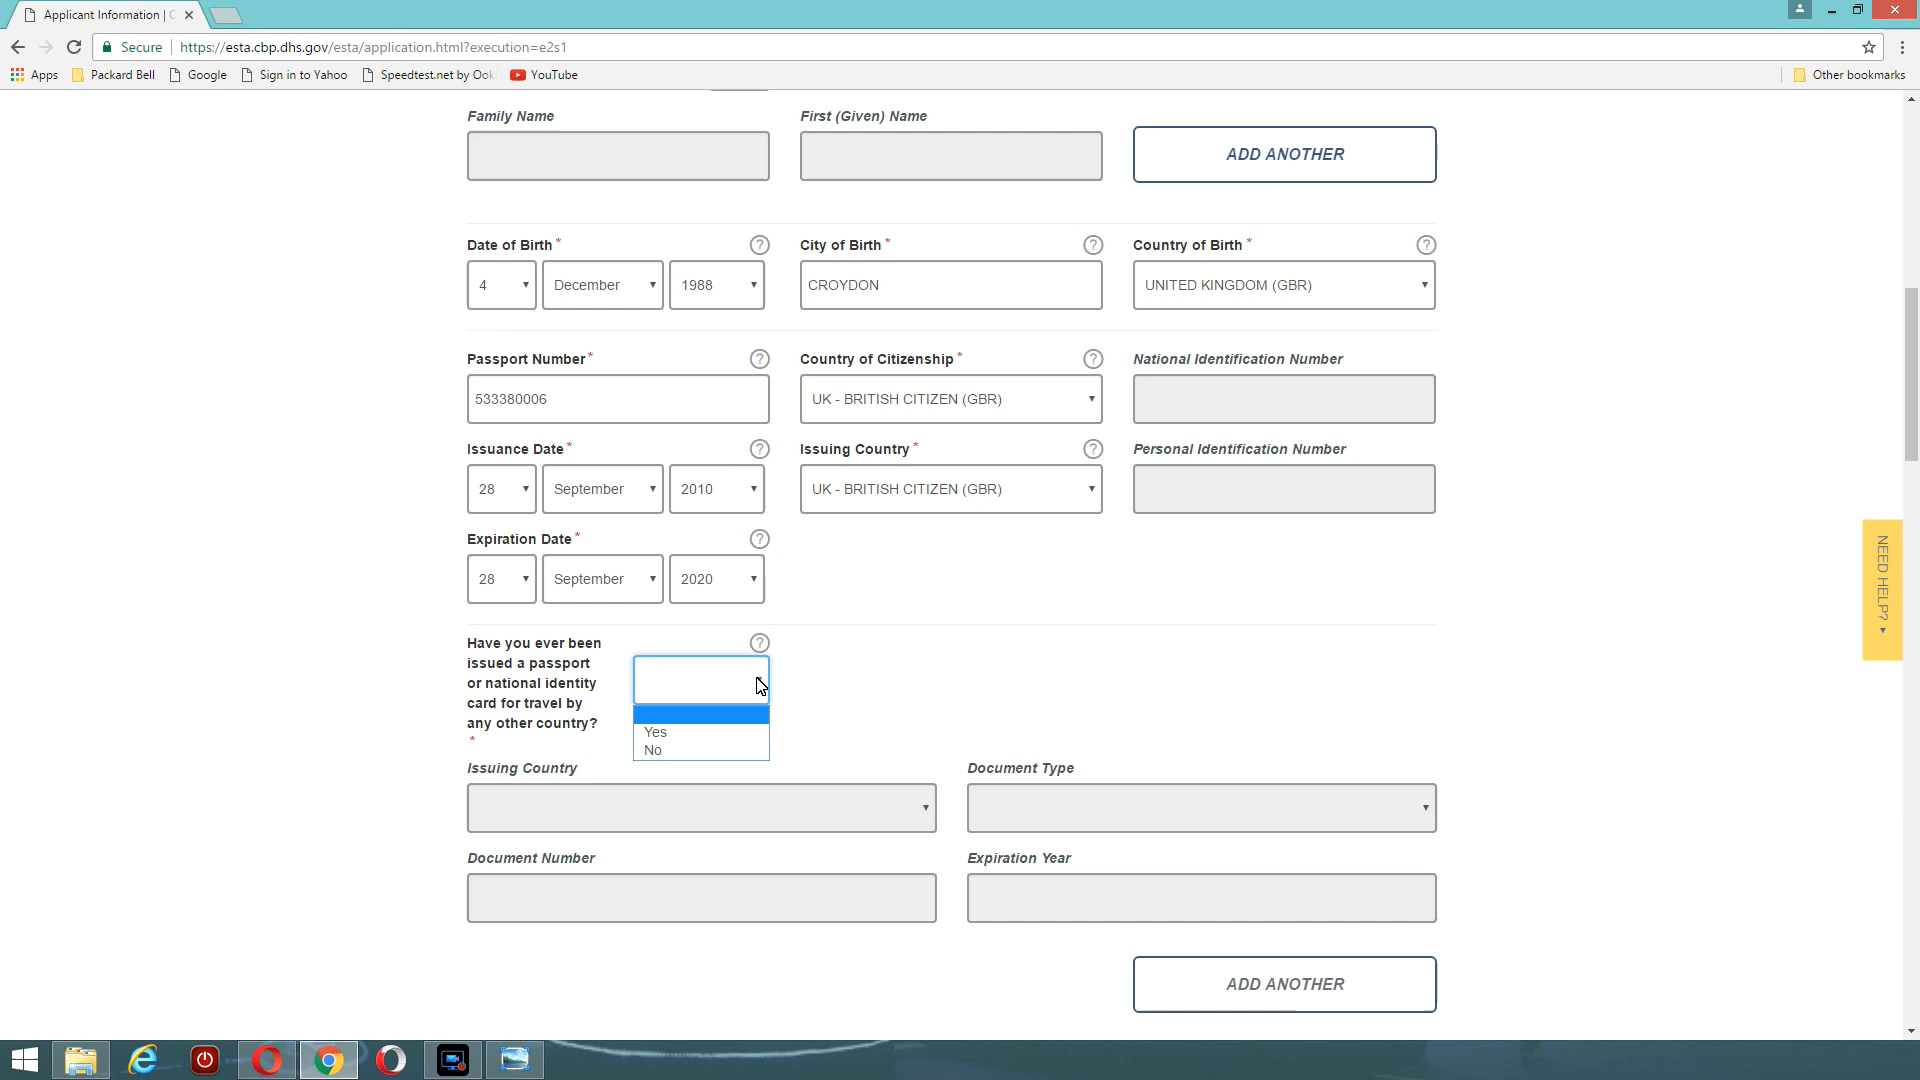 Applicant Information | C
Secure https://esta.cbp.dhs.gov/esta/application.html?execution=e2s1
Apps Packard Bell Google Sign in to Yahoo Speedtest.net by Ook YouTube Other bookmarks
Family Name First (Given) Name
ADD ANOTHER
Date of Birth * ? City of Birth * ? Country of Birth * ?
4 December 1988 CROYDON UNITED KINGDOM (GBR)
Passport Number * ? Country of Citizenship * ? National Identification Number
533380006 UK - BRITISH CITIZEN (GBR)
Issuance Date * ? Issuing Country * ? Personal Identification Number
28 September 2010 UK - BRITISH CITIZEN (GBR)
Expiration Date * ?
28 September 2020
NEED HELP?
Have you ever been ?
issued a passport
or national identity
card for travel by
any other country?
*
Yes
No
Issuing Country Document Type
Document Number Expiration Year
ADD ANOTHER